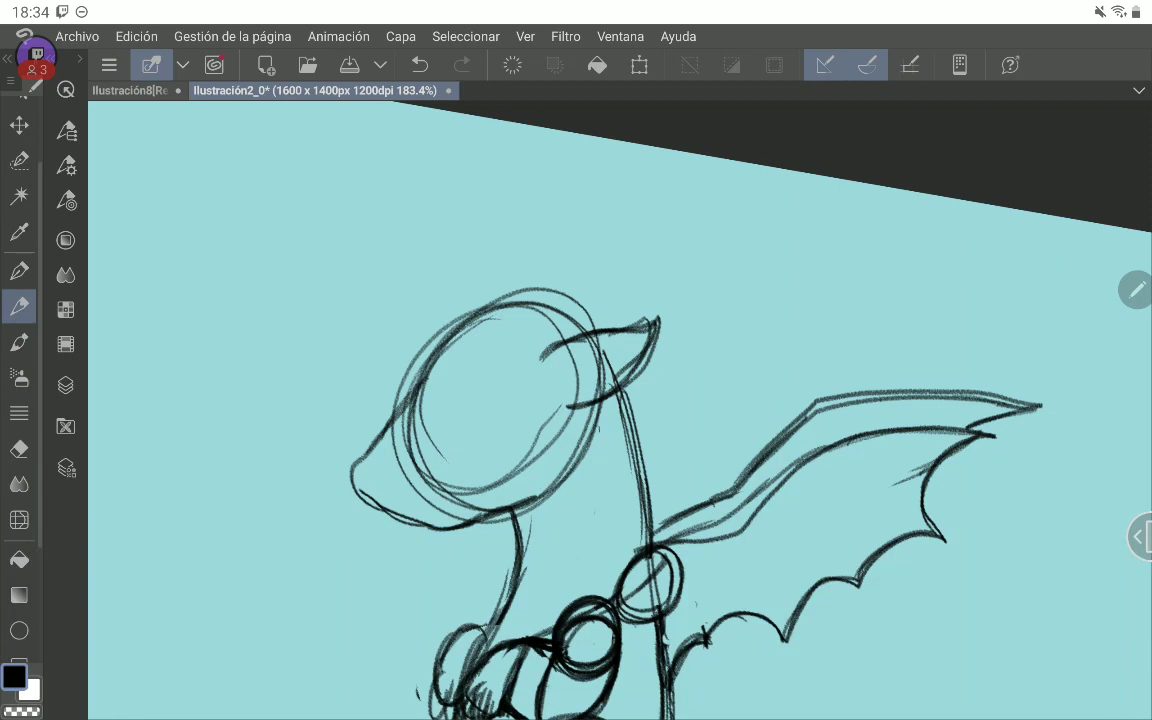 18:34
Archivo Edición Gestión de la página Animación Capa Seleccionar Ver Filtro Ventana Ayuda
3
Ilustración8[Re Ilustración2_0* (1600 x 1400px 1200dpi 183.4%)